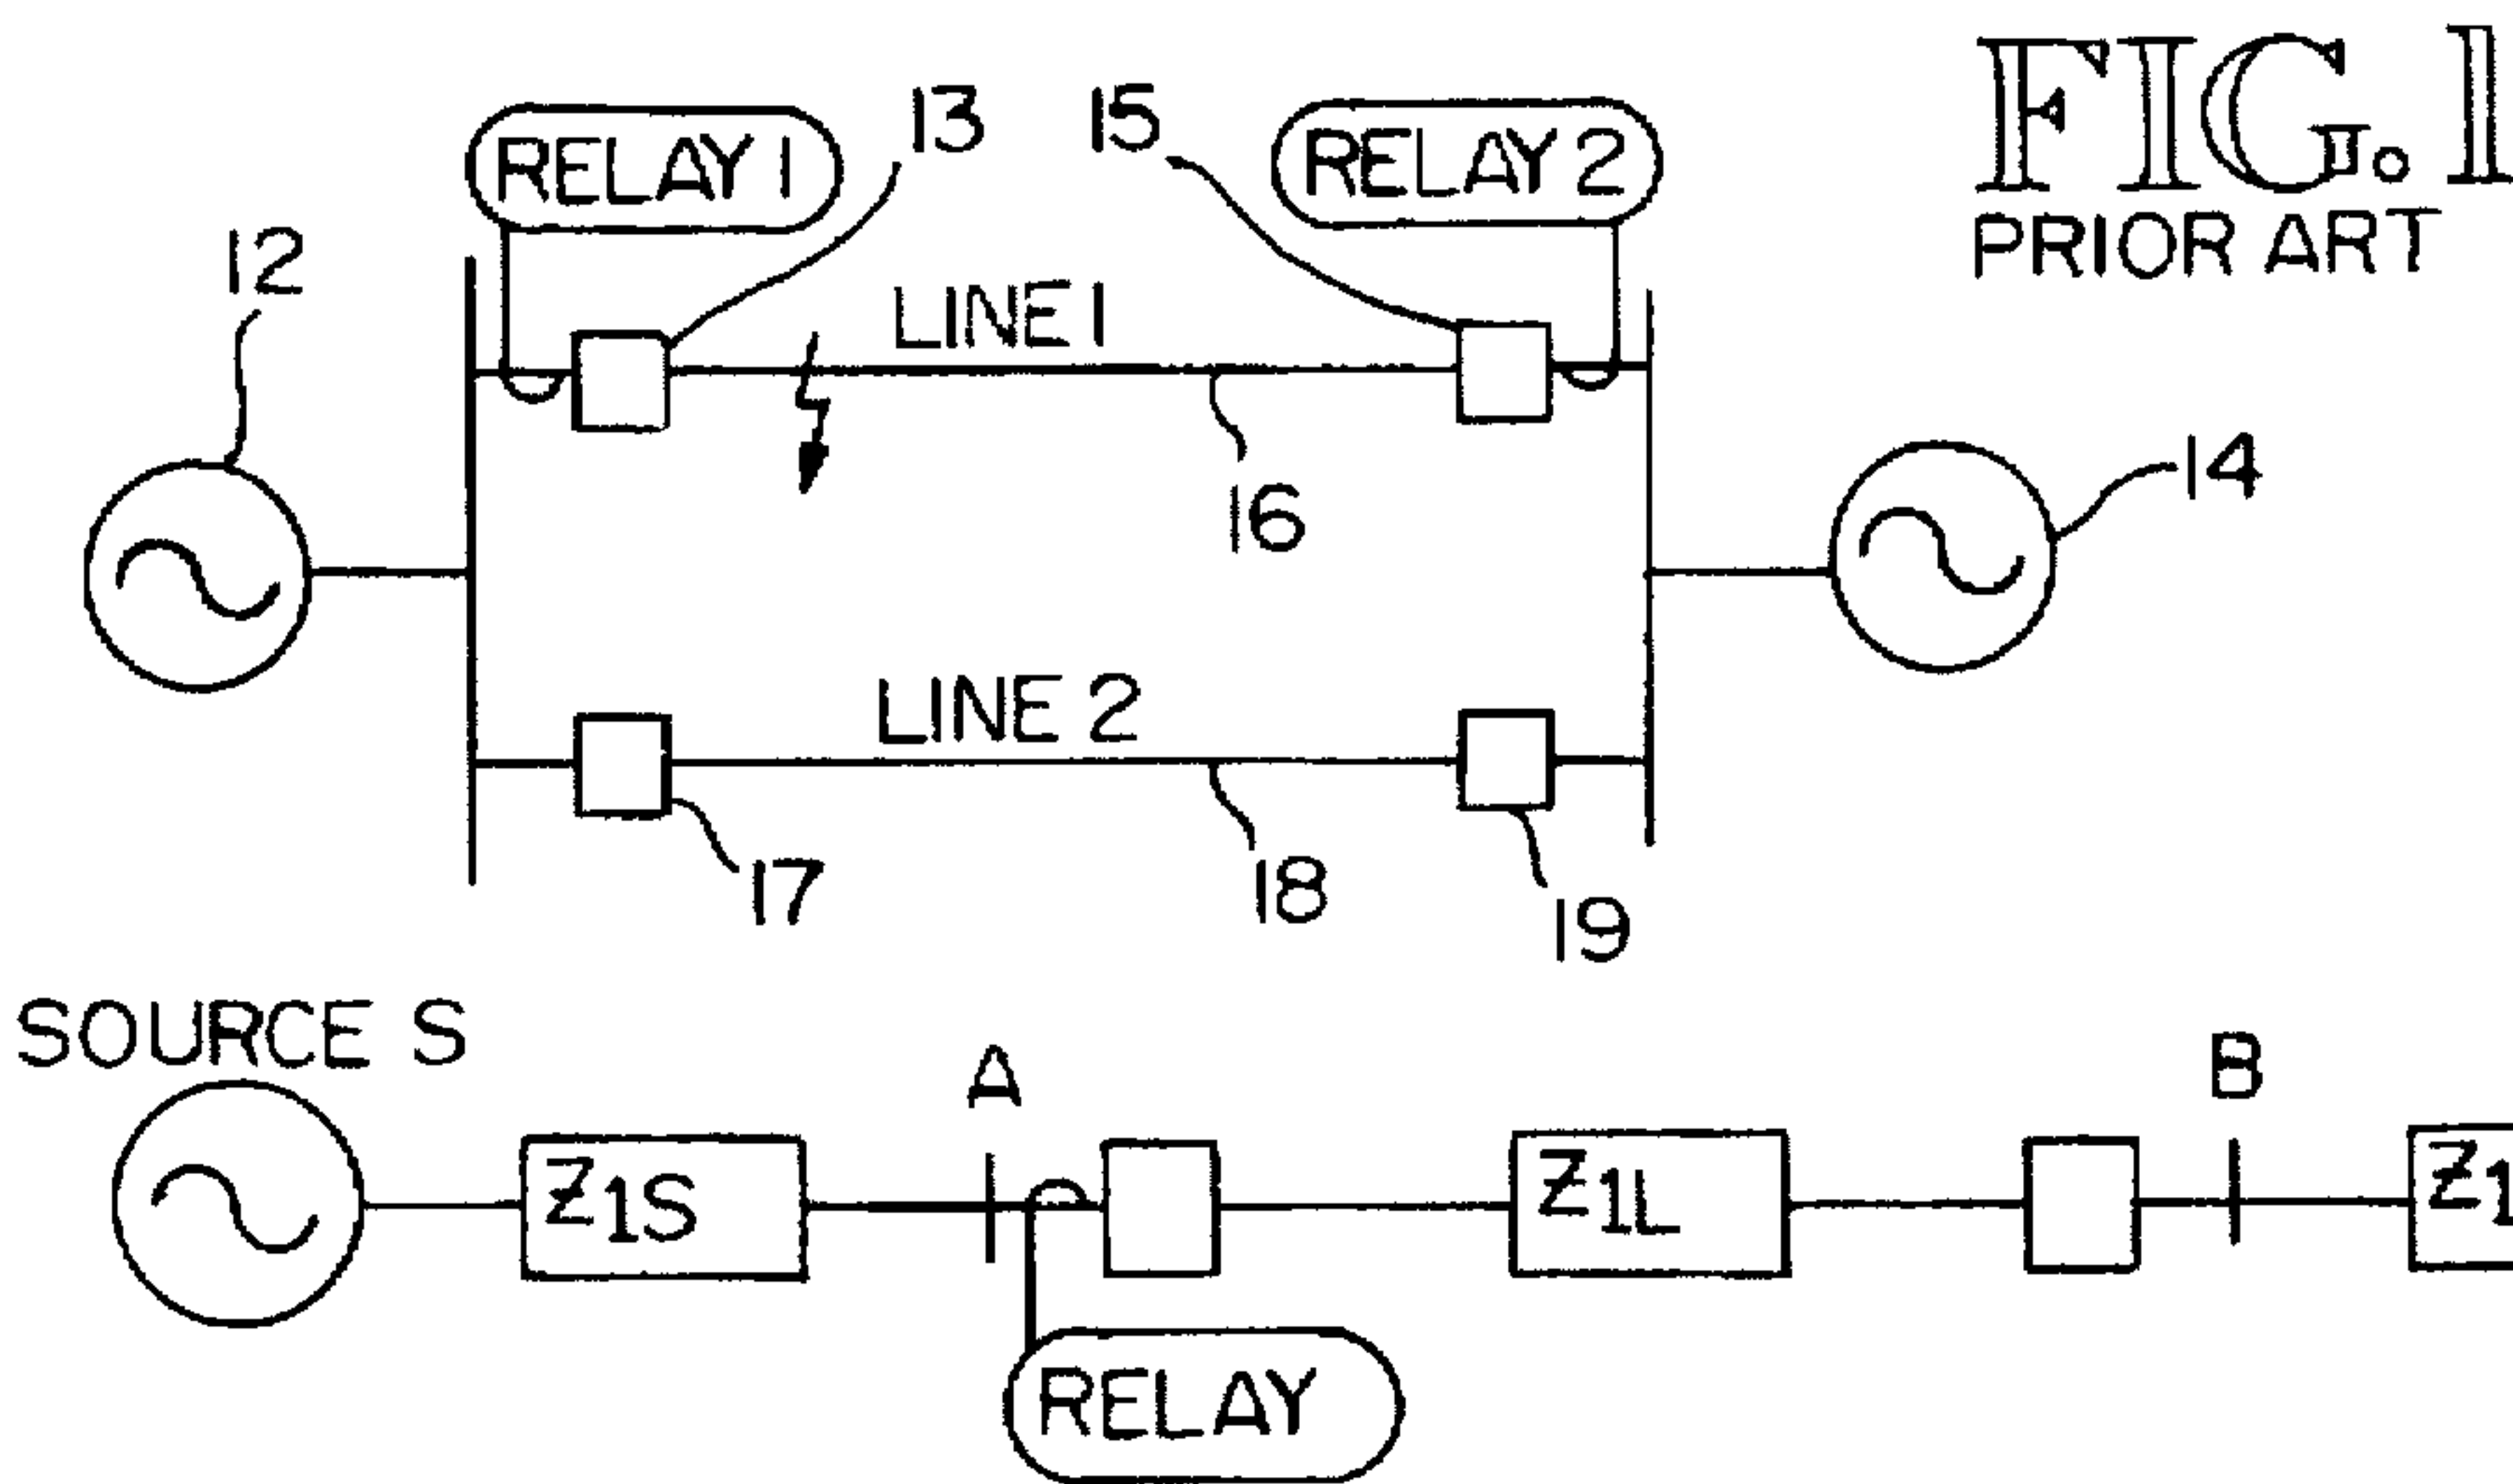 FIG. 1
PRIOR ART
RELAY 1
13
15
RELAY 2
12
LINE 1
16
14
LINE 2
17
18
19
SOURCE S
A
B
Z1S
Z1L
Z1
RELAY